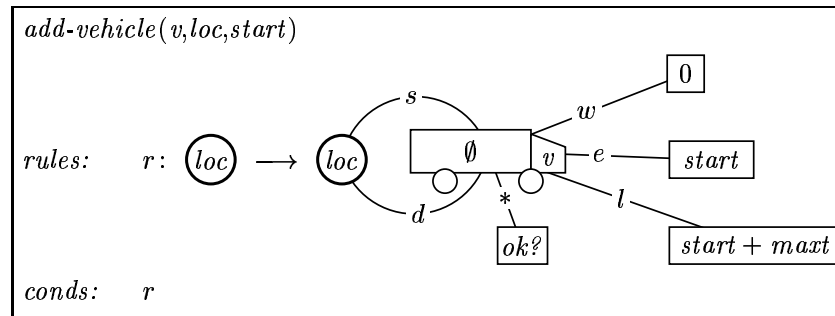 add-vehicle(v,loc,start)
s
0
w
rules: r: loc → loc ∅ v e start
d
*
l
ok?
start + maxt
conds: r